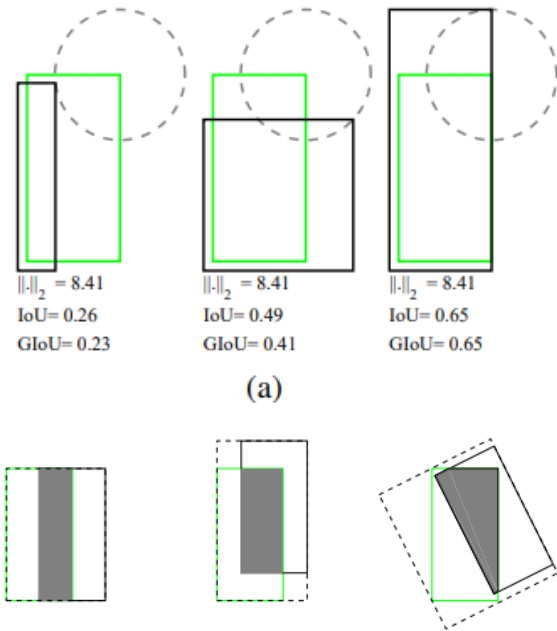 ||.||₂ = 8.41 ||.||₂ = 8.41 ||.||₂ = 8.41
IoU= 0.26 IoU= 0.49 IoU= 0.65
GIoU= 0.23 GIoU= 0.41 GIoU= 0.65
(a)